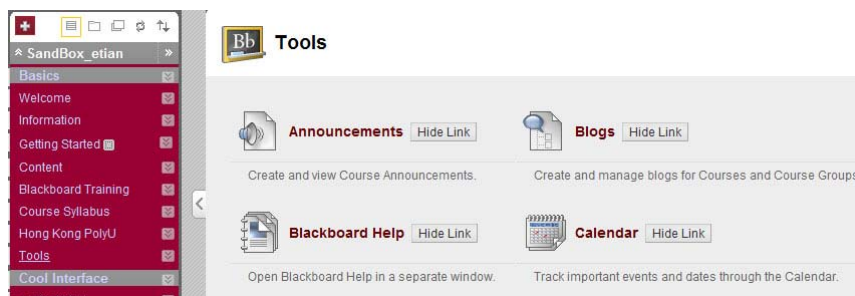 SandBox_etian
Basics
Welcome
Information
Getting Started
Content
Blackboard Training
Course Syllabus
Hong Kong PolyU
Tools
Cool Interface
Bb Tools
Announcements Hide Link
Create and view Course Announcements.
Blogs Hide Link
Create and manage blogs for Courses and Course Groups
Blackboard Help Hide Link
Open Blackboard Help in a separate window.
Calendar Hide Link
Track important events and dates through the Calendar.